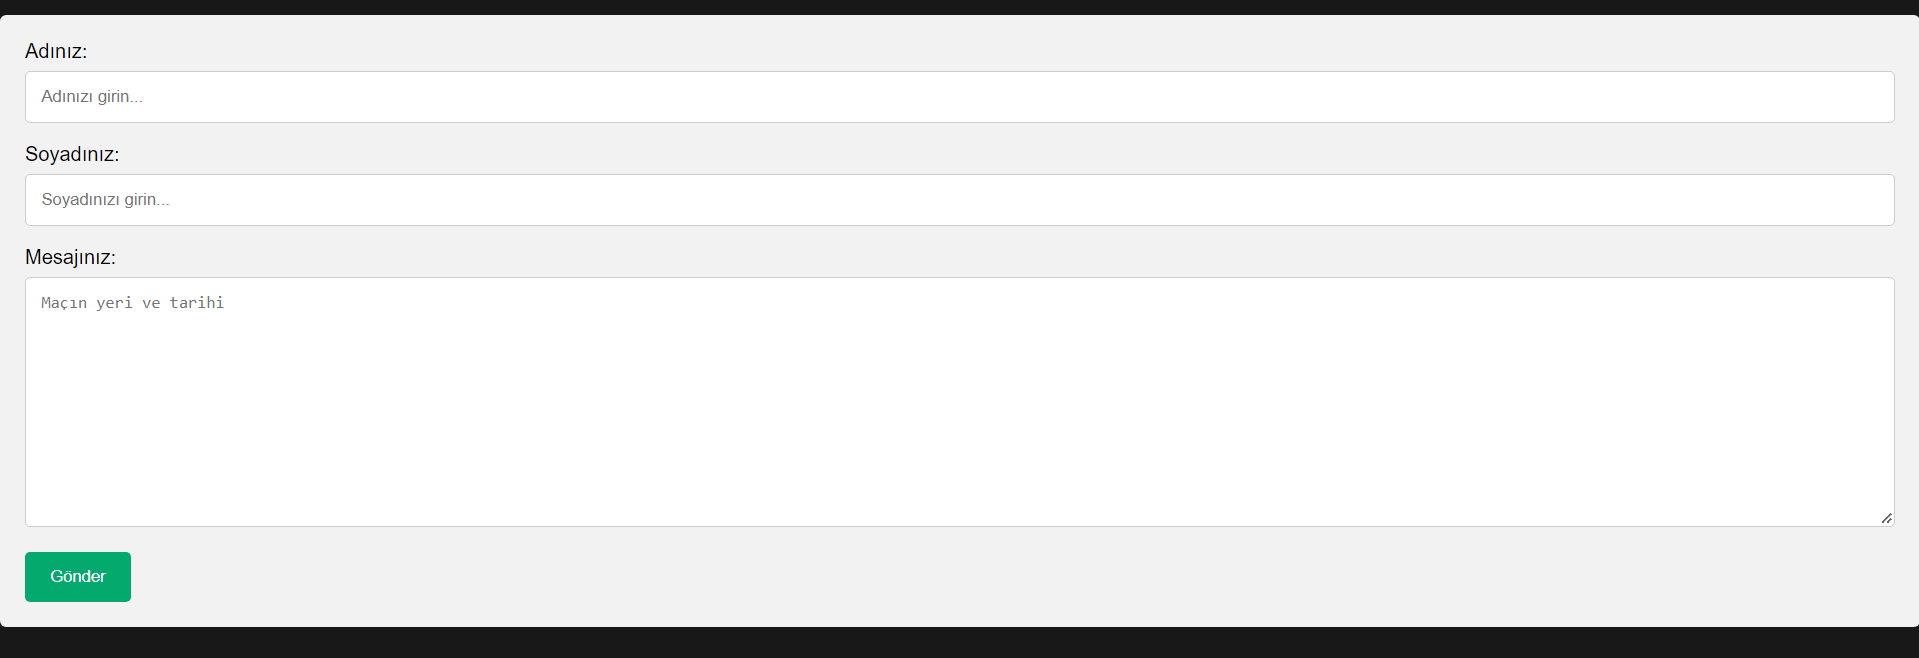 Adınız:
Adınızı girin...
Soyadınız:
Soyadınızı girin...
Mesajınız:
Maçın yeri ve tarihi
Gönder